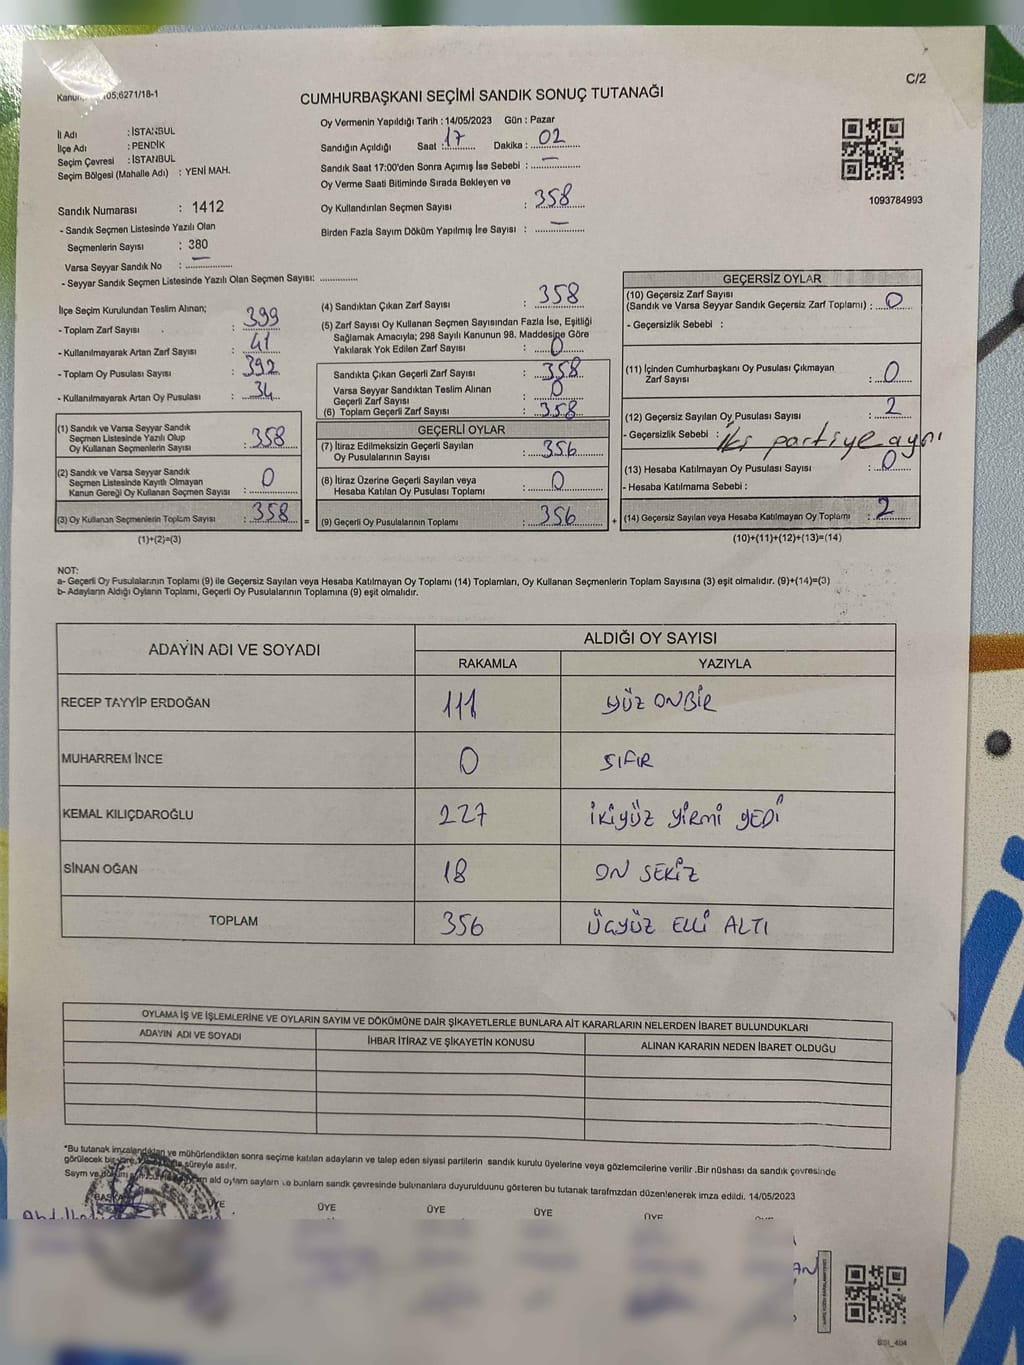 C/2
05;6271/18-1
CUMHURBAŞKANI SEÇİMİ SANDIK SONUÇ TUTANAĞI
İl Adı : İSTANBUL
İlçe Adı : PENDİK
Seçim Çevresi : İSTANBUL
Seçim Bölgesi (Mahalle Adı) : YENİ MAH.
Sandık Numarası : 1412
- Sandık Seçmen Listesinde Yazılı Olan
Seçmenlerin Sayısı : 380
Varsa Seyyar Sandık No : —
- Seyyar Sandık Seçmen Listesinde Yazılı Olan Seçmen Sayısı: ............
Oy Vermenin Yapıldığı Tarih : 14/05/2023 Gün : Pazar
Sandığın Açıldığı Saat : 17 Dakika : 02
Sandık Saat 17:00'den Sonra Açımış İse Sebebi : —
Oy Verme Saati Bitiminde Sırada Bekleyen ve
Oy Kullandırılan Seçmen Sayısı : 358
Birden Fazla Sayım Döküm Yapılmış İse Sayısı : —
1093784993
İlçe Seçim Kurulundan Teslim Alınan;
- Toplam Zarf Sayısı : 399
- Kullanılmayarak Artan Zarf Sayısı : 41
- Toplam Oy Pusulası Sayısı : 392
- Kullanılmayarak Artan Oy Pusulası : 34
(1) Sandık ve Varsa Seyyar Sandık
Seçmen Listesinde Yazılı Olup
Oy Kullanan Seçmenlerin Sayısı : 358
(2) Sandık ve Varsa Seyyar Sandık
Seçmen Listesinde Kayıtlı Olmayan
Kanun Gereği Oy Kullanan Seçmen Sayısı : 0
(3) Oy Kullanan Seçmenlerin Toplam Sayısı : 358 =
(1)+(2)=(3)
(4) Sandıktan Çıkan Zarf Sayısı : 358
(5) Zarf Sayısı Oy Kullanan Seçmen Sayısından Fazla İse, Eşitliği
Sağlamak Amacıyla; 298 Sayılı Kanunun 98. Maddesine Göre
Yakılarak Yok Edilen Zarf Sayısı : 0
Sandıkta Çıkan Geçerli Zarf Sayısı : 358
Varsa Seyyar Sandıktan Teslim Alınan
Geçerli Zarf Sayısı : 0
(6) Toplam Geçerli Zarf Sayısı : 358
GEÇERLİ OYLAR
(7) İtiraz Edilmeksizin Geçerli Sayılan
Oy Pusulalarının Sayısı : 356
(8) İtiraz Üzerine Geçerli Sayılan veya
Hesaba Katılan Oy Pusulası Toplamı : 0
(9) Geçerli Oy Pusulalarının Toplamı : 356 +
GEÇERSİZ OYLAR
(10) Geçersiz Zarf Sayısı
(Sandık ve Varsa Seyyar Sandık Geçersiz Zarf Toplamı) : 0
- Geçersizlik Sebebi :
(11) İçinden Cumhurbaşkanı Oy Pusulası Çıkmayan
Zarf Sayısı : 0
(12) Geçersiz Sayılan Oy Pusulası Sayısı : 2
- Geçersizlik Sebebi : İki partiye aynı
(13) Hesaba Katılmayan Oy Pusulası Sayısı : 0
- Hesaba Katılmama Sebebi :
(14) Geçersiz Sayılan veya Hesaba Katılmayan Oy Toplamı : 2
(10)+(11)+(12)+(13)=(14)
NOT:
a- Geçerli Oy Pusulalarının Toplamı (9) ile Geçersiz Sayılan veya Hesaba Katılmayan Oy Toplamı (14) Toplamları, Oy Kullanan Seçmenlerin Toplam Sayısına (3) eşit olmalıdır. (9)+(14)=(3)
b- Adayların Aldığı Oyların Toplamı, Geçerli Oy Pusulalarının Toplamına (9) eşit olmalıdır.
ADAYIN ADI VE SOYADI ALDIĞI OY SAYISI
RAKAMLA YAZIYLA
RECEP TAYYİP ERDOĞAN 111 YÜZ ONBİR
MUHARREM İNCE 0 SIFIR
KEMAL KILIÇDAROĞLU 227 İKİYÜZ YİRMİ YEDİ
SİNAN OĞAN 18 ON SEKİZ
TOPLAM 356 ÜÇYÜZ ELLİ ALTI
OYLAMA İŞ VE İŞLEMLERİNE VE OYLARIN SAYIM VE DÖKÜMÜNE DAİR ŞİKAYETLERLE BUNLARA AİT KARARLARIN NELERDEN İBARET BULUNDUKLARI
ADAYIN ADI VE SOYADI İHBAR İTİRAZ VE ŞİKAYETİN KONUSU ALINAN KARARIN NEDEN İBARET OLDUĞU
*Bu tutanak imzalandıktan ve mühürlendikten sonra seçime katılan adayların ve talep eden siyasi partilerin sandık kurulu üyelerine veya gözlemcilerine verilir .Bir nüshası da sandık çevresinde
görülecek bir süreyle asılır.
Sayım ve ald oyların sayları ve bunların sandk çevresinde bulunanlara duyurulduunu gösteren bu tutanak tarafmzdan düzenlenerek imza edildi. 14/05/2023
BAŞKAN ÜYE ÜYE ÜYE ÜYE ÜYE